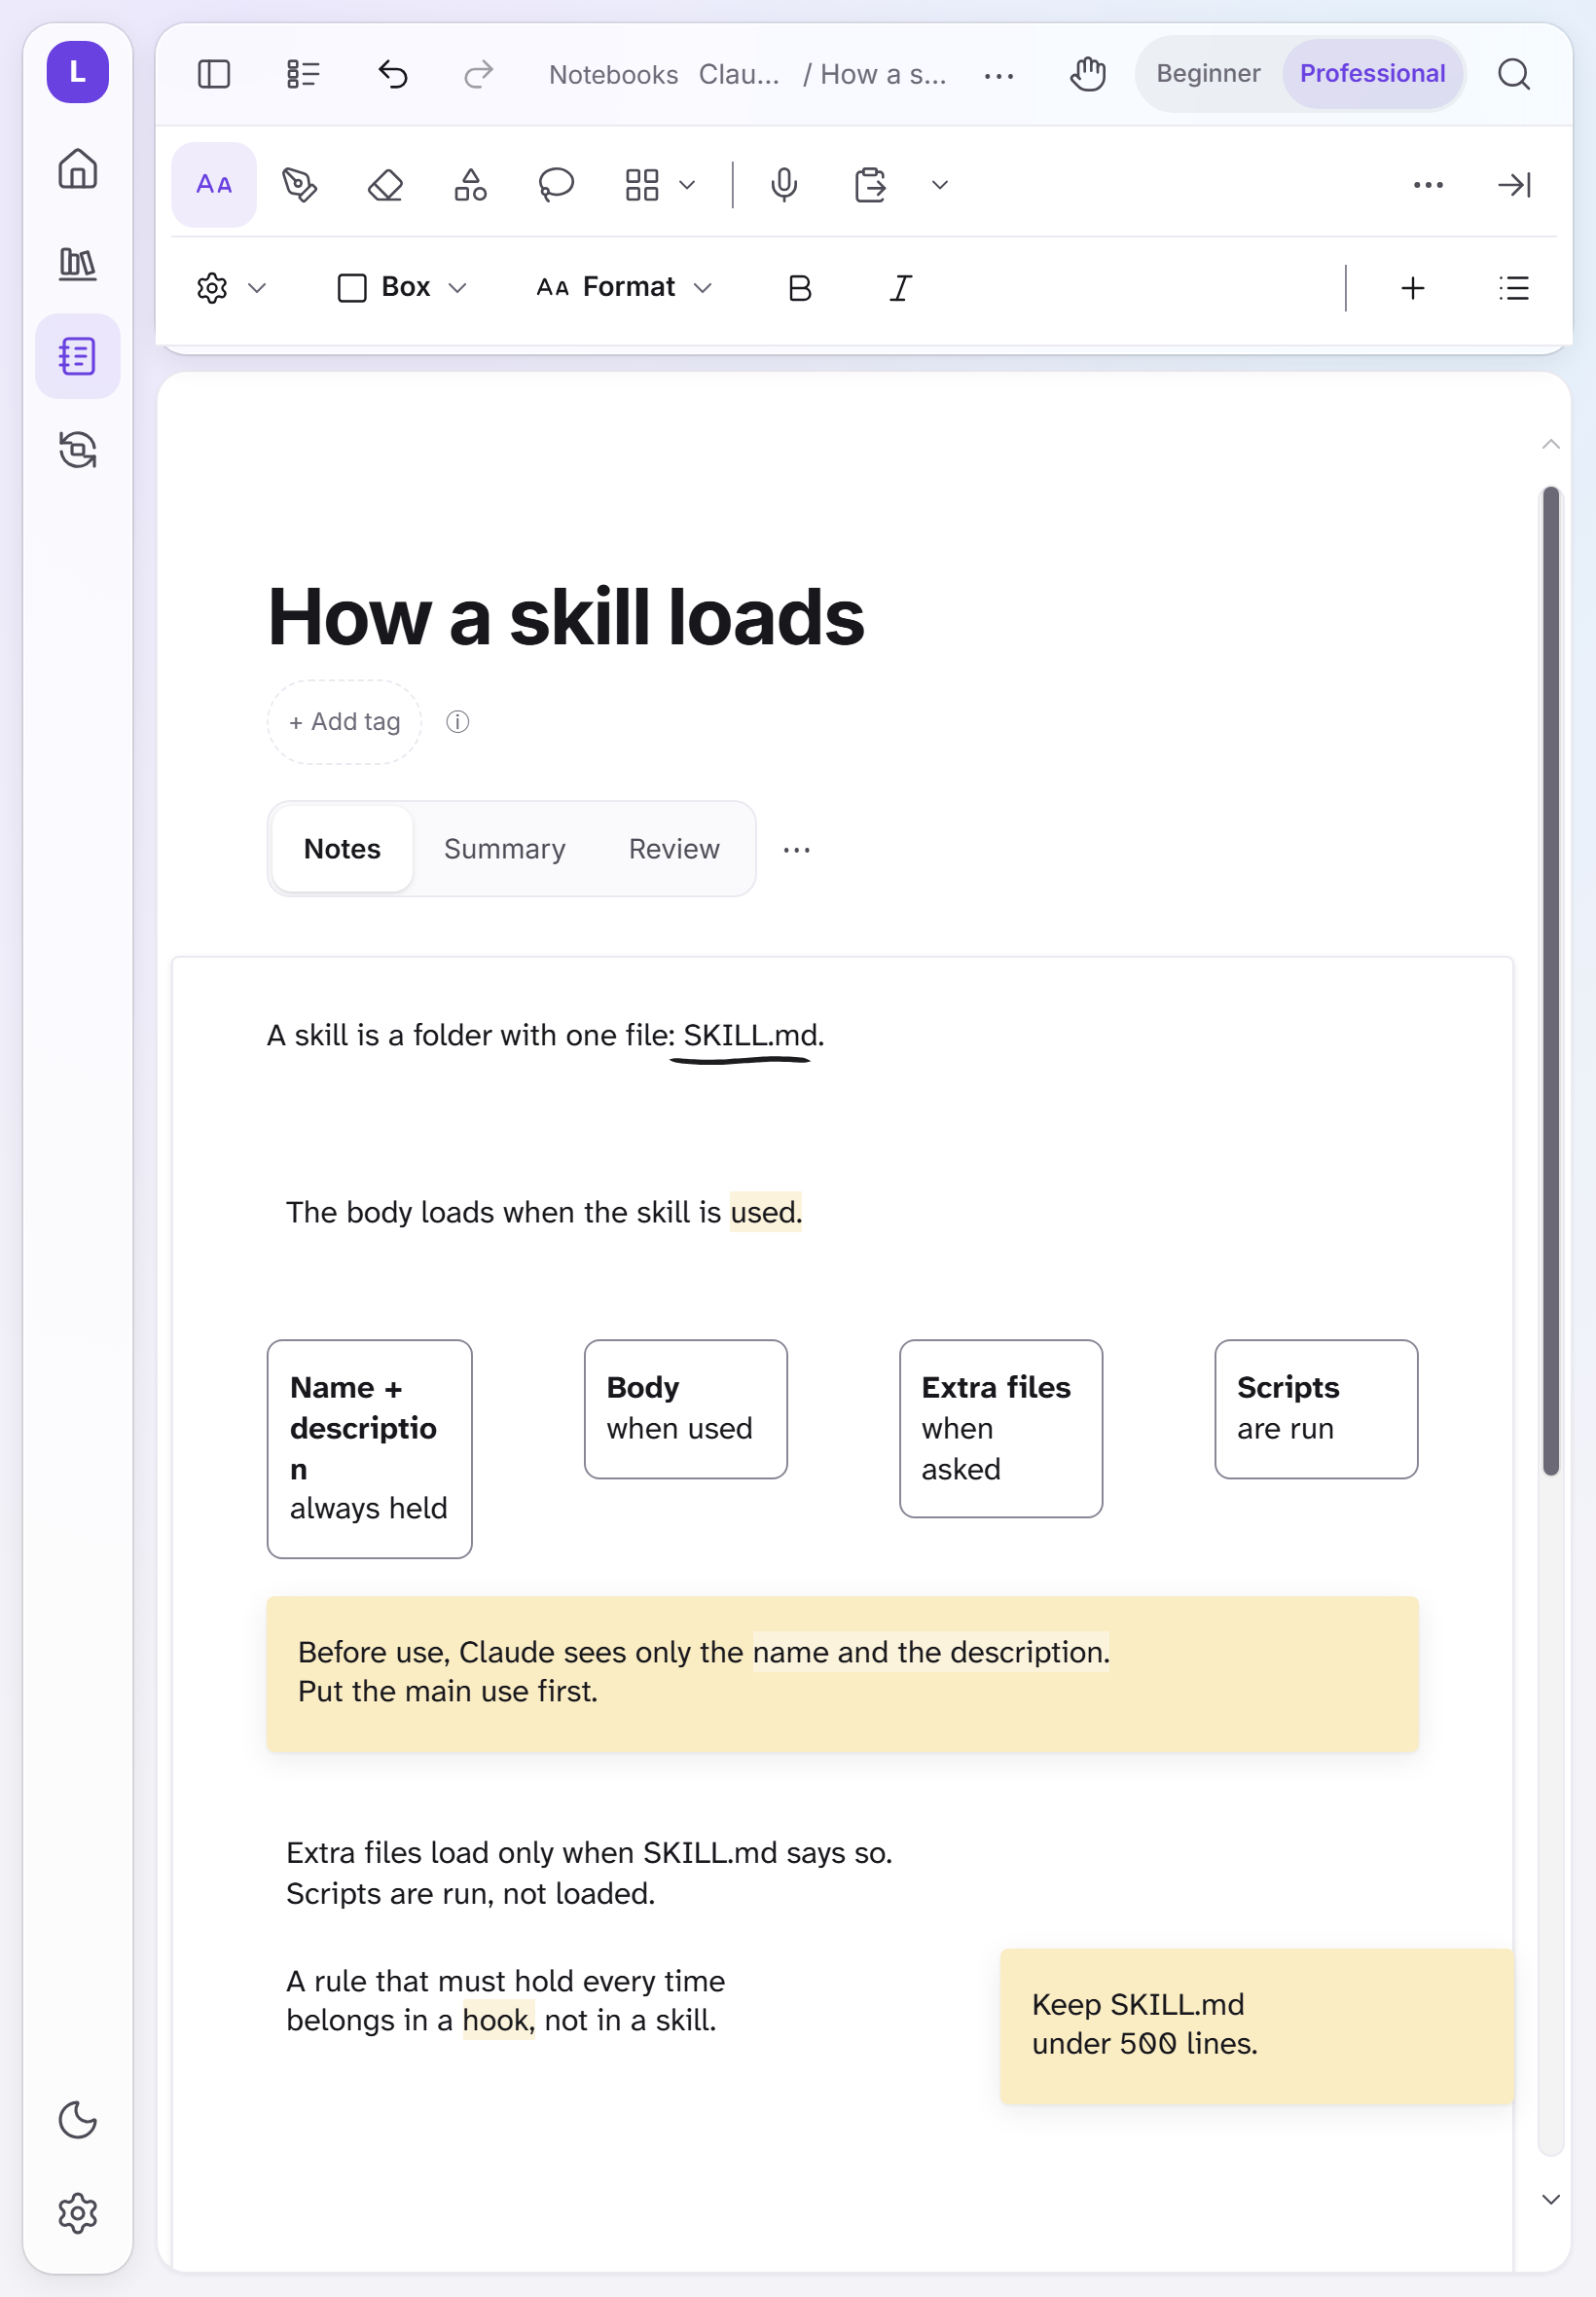 L
Notebooks Clau... / How a s...
Beginner Professional
Aa
Box
Aa Format
B I
How a skill loads
+ Add tag
Notes Summary Review
A skill is a folder with one file: SKILL.md.
The body loads when the skill is used.
Name +
descriptio
n
always held
Body
when used
Extra files
when
asked
Scripts
are run
Before use, Claude sees only the name and the description.
Put the main use first.
Extra files load only when SKILL.md says so.
Scripts are run, not loaded.
A rule that must hold every time
belongs in a hook, not in a skill.
Keep SKILL.md
under 500 lines.